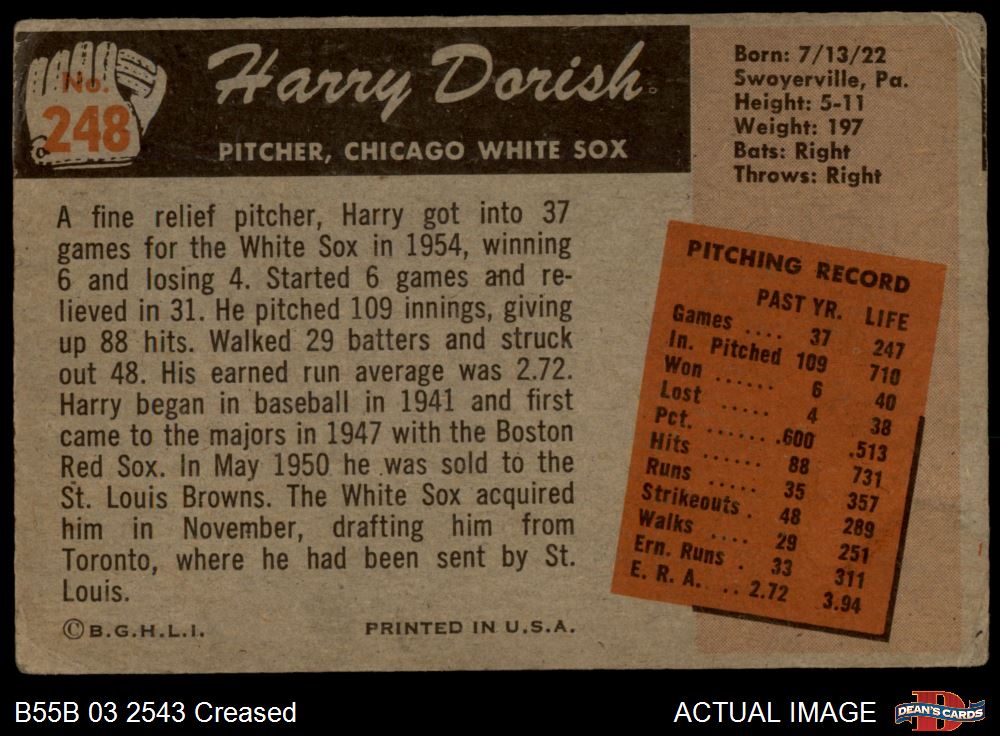 No.
248
Harry Dorish
PITCHER, CHICAGO WHITE SOX
Born: 7/13/22
Swoyerville, Pa.
Height: 5-11
Weight: 197
Bats: Right
Throws: Right
A fine relief pitcher, Harry got into 37
games for the White Sox in 1954, winning
6 and losing 4. Started 6 games and re-
lieved in 31. He pitched 109 innings, giving
up 88 hits. Walked 29 batters and struck
out 48. His earned run average was 2.72.
Harry began in baseball in 1941 and first
came to the majors in 1947 with the Boston
Red Sox. In May 1950 he was sold to the
St. Louis Browns. The White Sox acquired
him in November, drafting him from
Toronto, where he had been sent by St.
Louis.
© B.G.H.L.I. PRINTED IN U.S.A.
PITCHING RECORD
PAST YR. LIFE
Games .... 37 247
In. Pitched 109 710
Won ...... 6 40
Lost ..... 4 38
Pct. ....... .600 .513
Hits ...... 88 731
Runs ..... 35 357
Strikeouts . 48 289
Walks .... 29 251
Ern. Runs . 33 311
E. R. A. ... 2.72 3.94
B55B 03 2543 Creased
ACTUAL IMAGE
DEAN'S CARDS